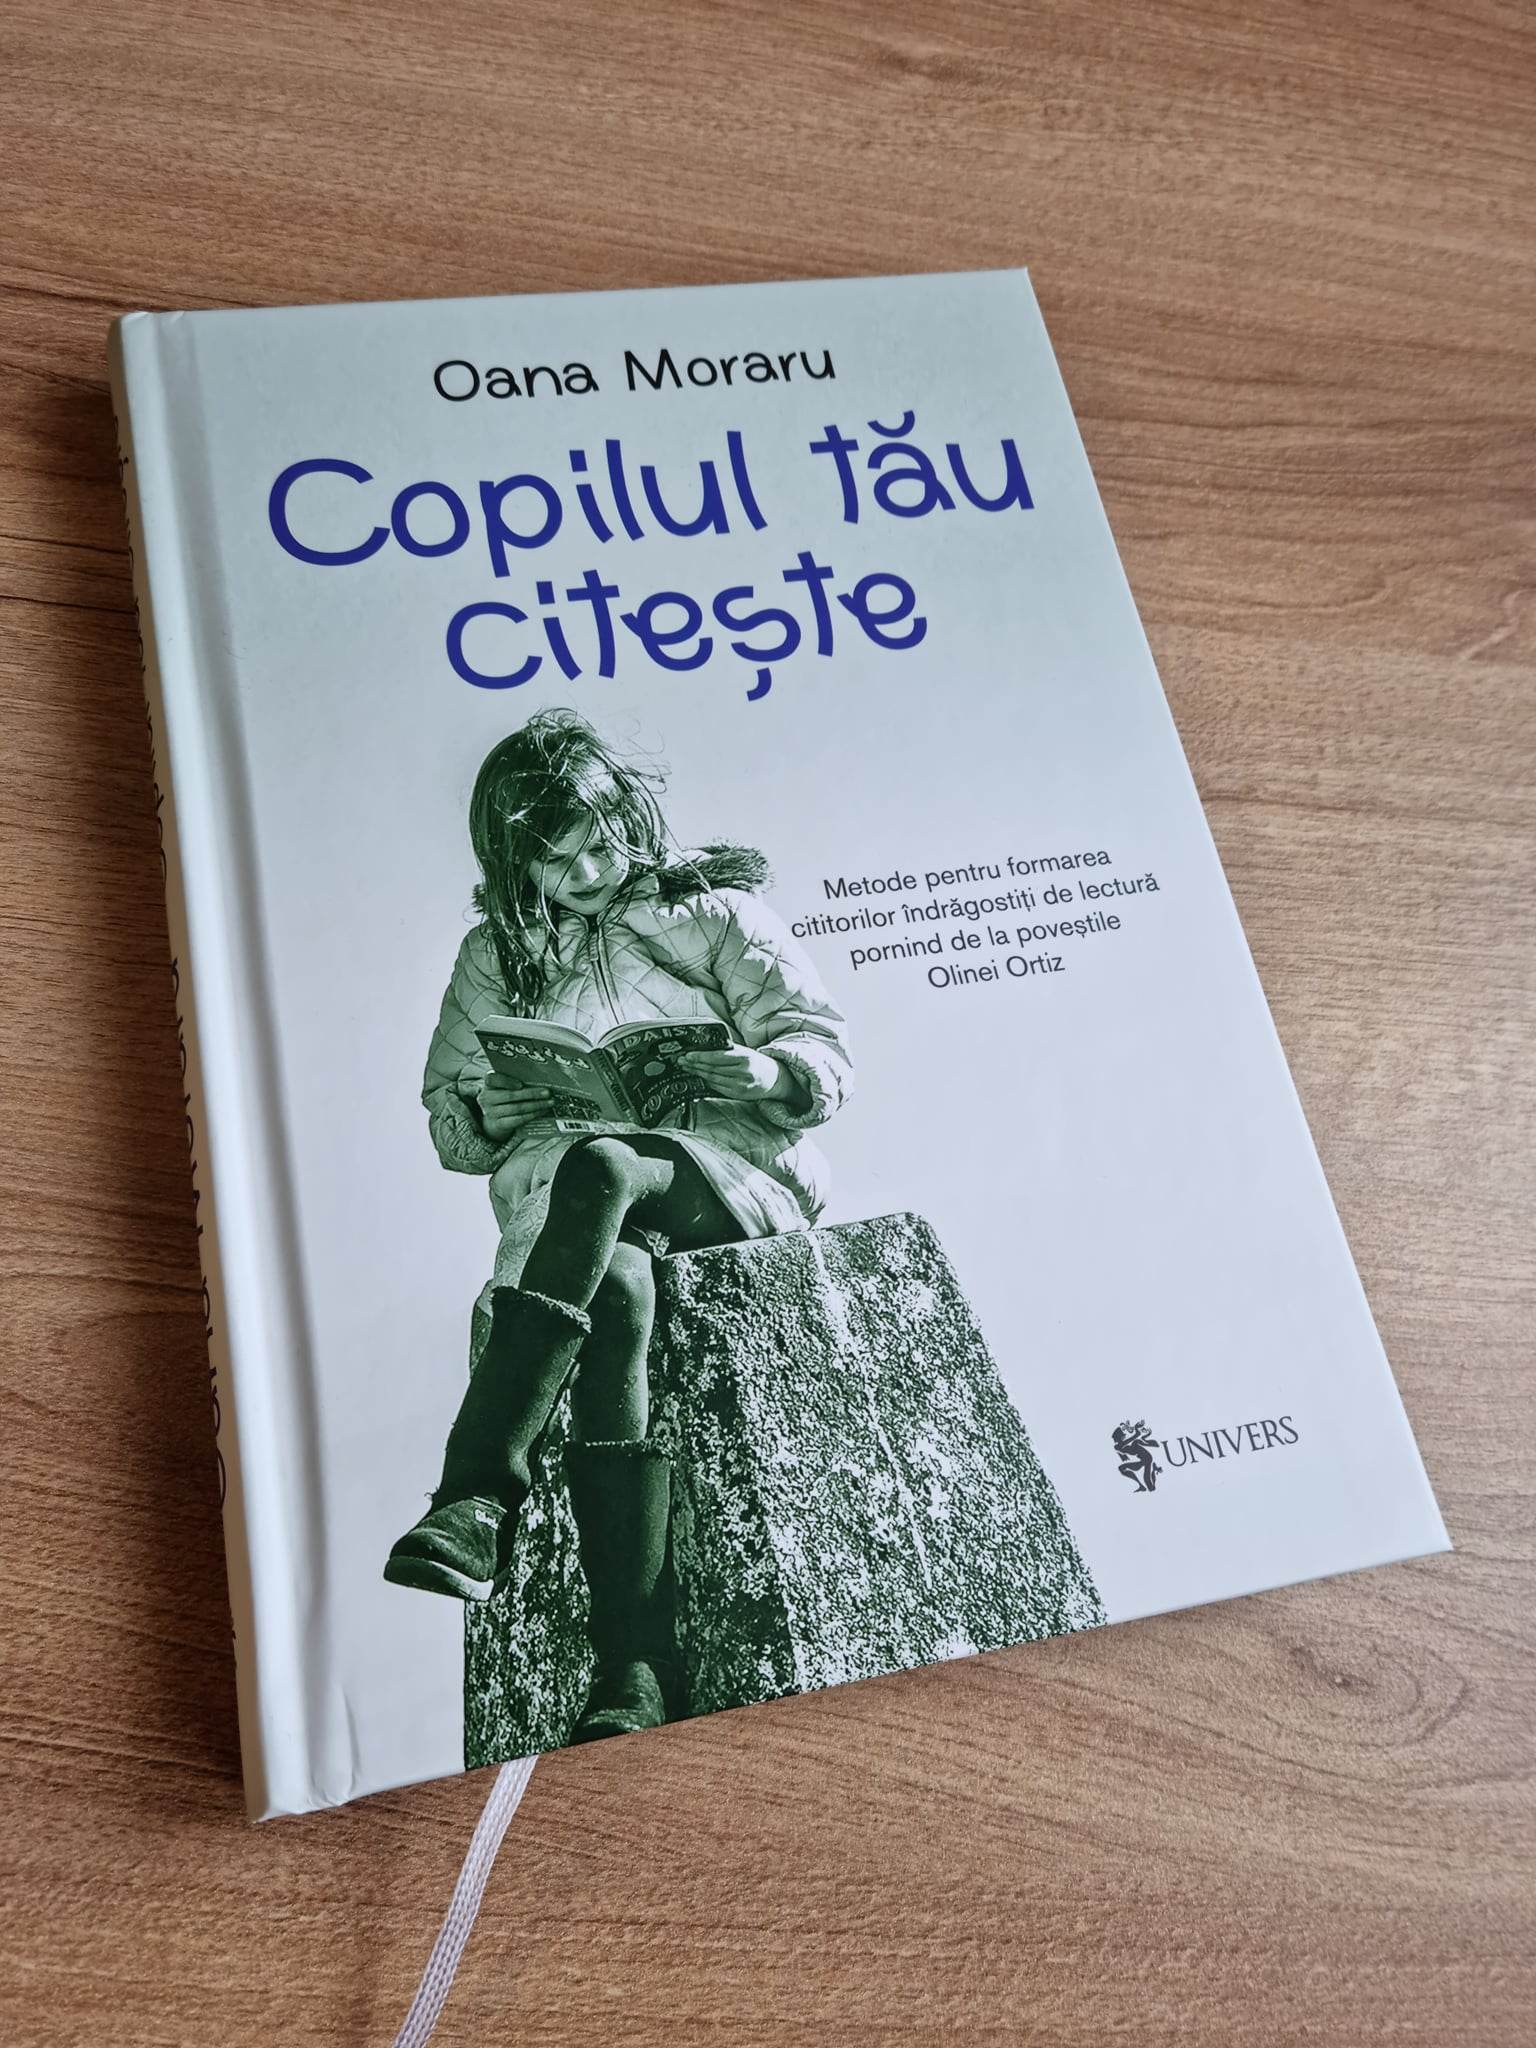 Oana Moraru
Copilul tău
citește
Metode pentru formarea
cititorilor îndrăgostiți de lectură
pornind de la poveștile
Olinei Ortiz
DAISY
UNIVERS